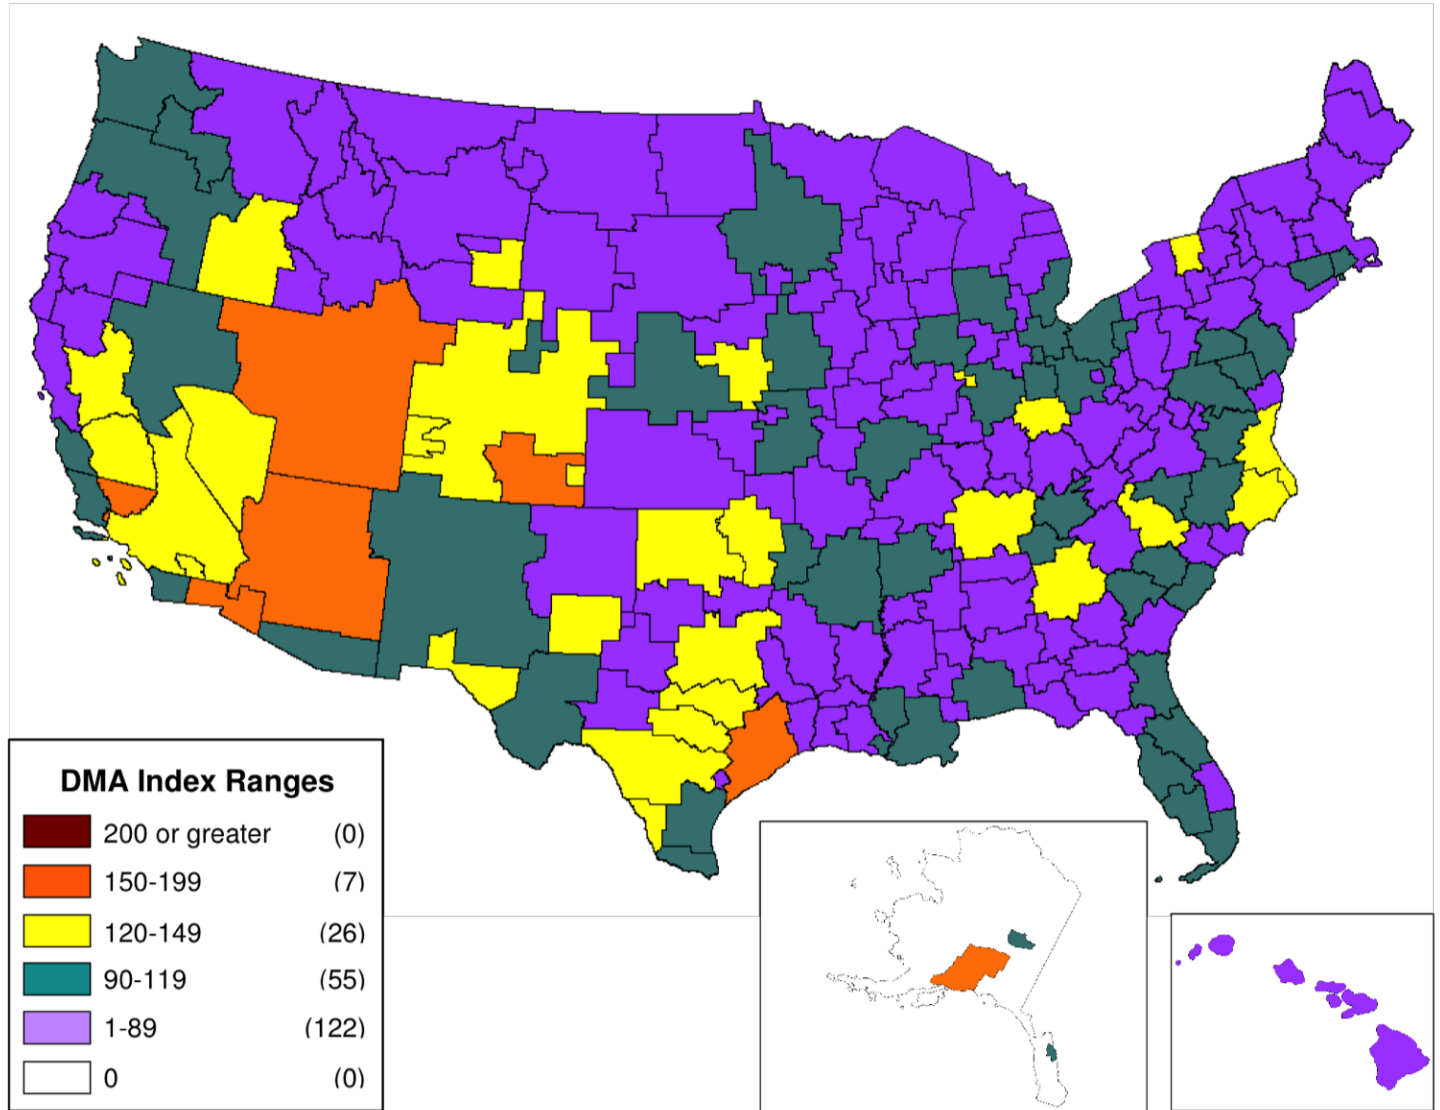 DMA Index Ranges
200 or greater (0)
150-199 (7)
120-149 (26)
90-119 (55)
1-89 (122)
0 (0)